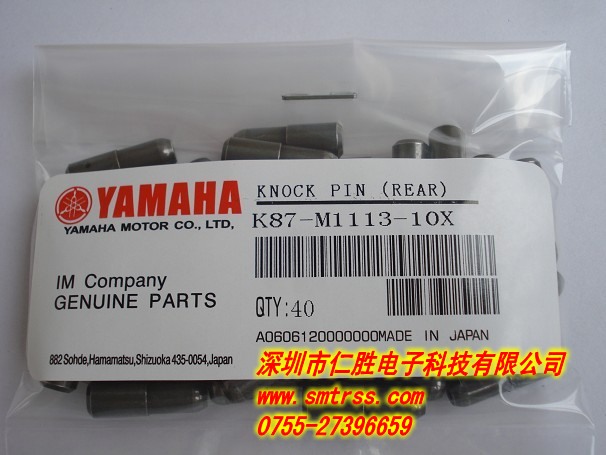 YAMAHA
YAMAHA MOTOR CO., LTD,
KNOCK PIN (REAR)
K87-M1113-10X
IM Company
GENUINE PARTS
QTY:40
A0606120000000MADE IN JAPAN
882 Sohde,Hamamatsu,Shizuoka 435-0054,Japan
深圳市仁胜电子科技有限公司
www.smtrss.com
0755-27396659